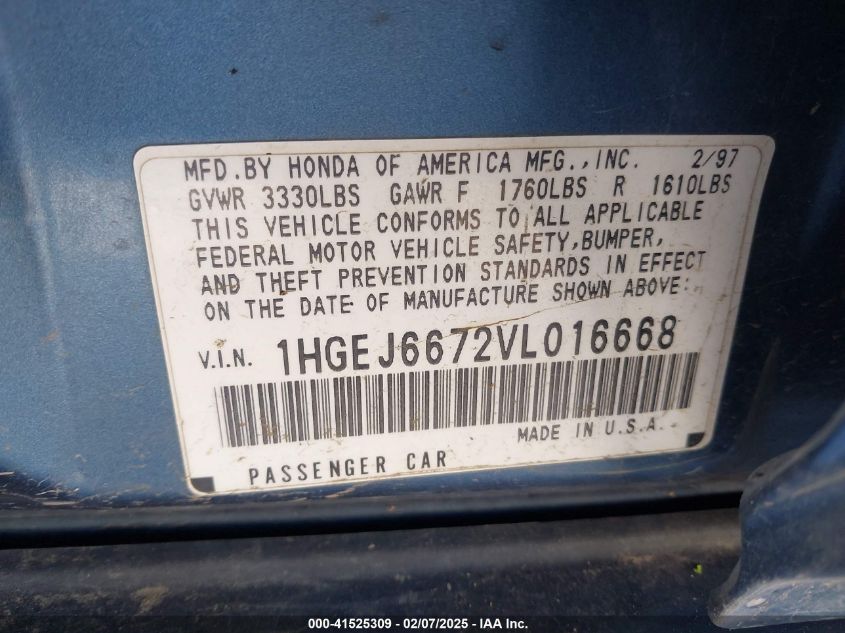 MFD.BY HONDA OF AMERICA MFG.,INC. 2/97
GVWR 3330LBS GAWR F 1760LBS R 1610LBS
THIS VEHICLE CONFORMS TO ALL APPLICABLE
FEDERAL MOTOR VEHICLE SAFETY,BUMPER,
AND THEFT PREVENTION STANDARDS IN EFFECT
ON THE DATE OF MANUFACTURE SHOWN ABOVE:
V.I.N. 1HGEJ6672VL016668
MADE IN U.S.A.
PASSENGER CAR
000-41525309 - 02/07/2025 - IAA Inc.